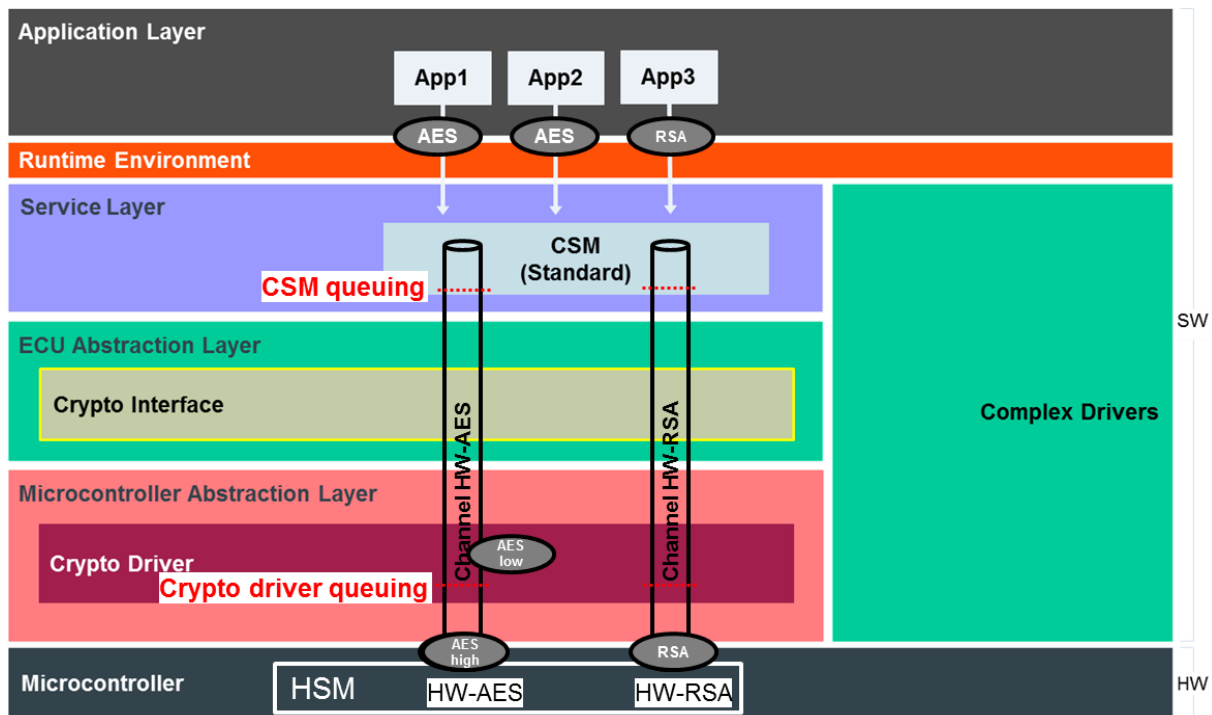 Application Layer
App1
App2
App3
AES
AES
RSA
Runtime Environment
Service Layer
CSM
(Standard)
CSM queuing
SW
ECU Abstraction Layer
Crypto Interface
Channel HW-AES
Channel HW-RSA
Complex Drivers
Microcontroller Abstraction Layer
Crypto Driver
AES
low
Crypto driver queuing
AES
high
RSA
Microcontroller
HSM
HW-AES
HW-RSA
HW